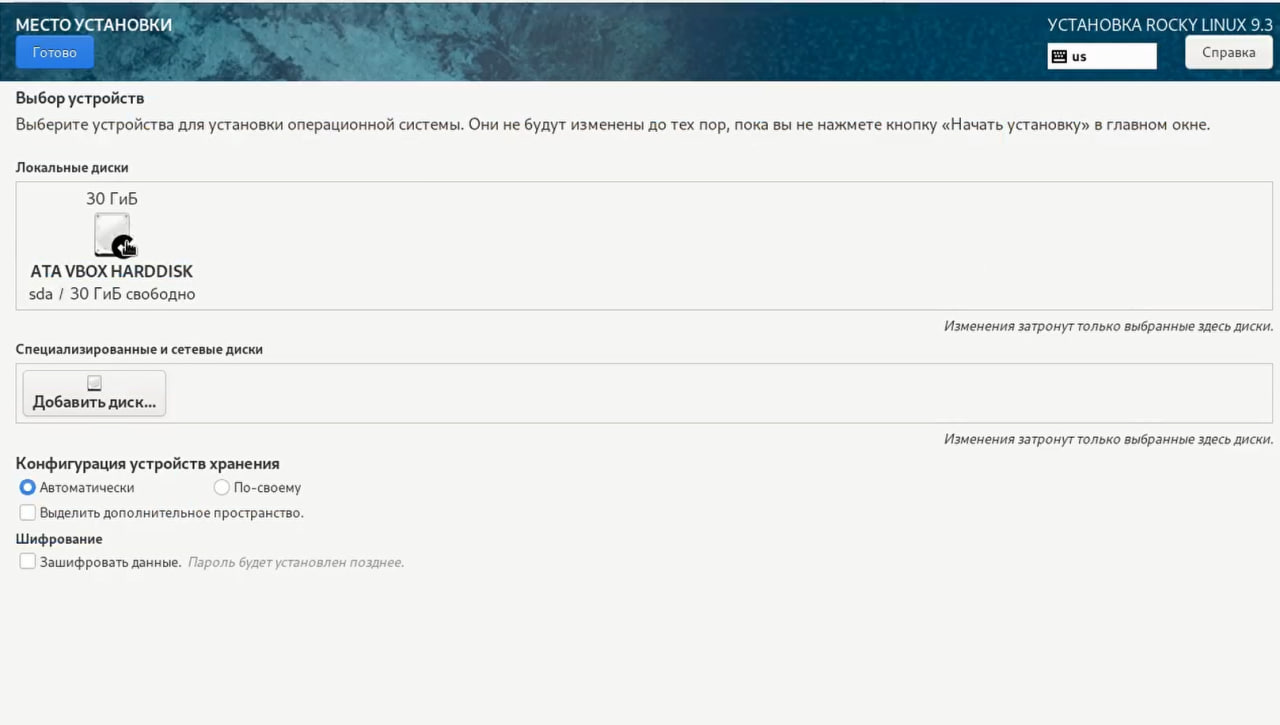 МЕСТО УСТАНОВКИ
УСТАНОВКА ROCKY LINUX 9.3
Готово
us
Справка
Выбор устройств
Выберите устройства для установки операционной системы. Они не будут изменены до тех пор, пока вы не нажмете кнопку «Начать установку» в главном окне.
Локальные диски
30 ГиБ
ATA VBOX HARDDISK
sda / 30 ГиБ свободно
Изменения затронут только выбранные здесь диски.
Специализированные и сетевые диски
Добавить диск...
Изменения затронут только выбранные здесь диски.
Конфигурация устройств хранения
Автоматически По-своему
Выделить дополнительное пространство.
Шифрование
Зашифровать данные. Пароль будет установлен позднее.